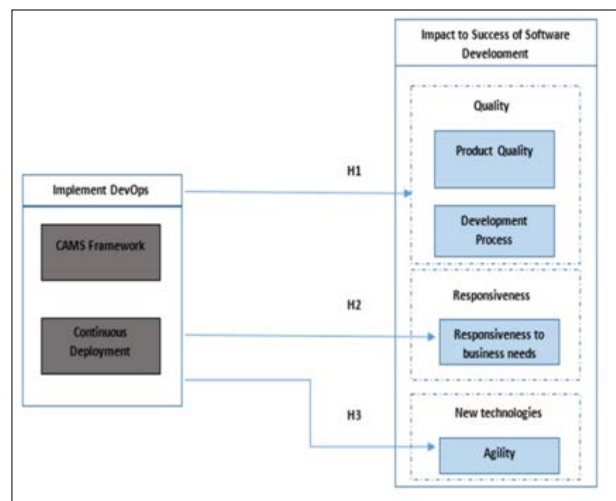 Impact to Success of Software
Development
Quality
Product Quality
Development
Process
Implement DevOps
CAMS Framework
Continuous
Deployment
H1
H2
H3
Responsiveness
Responsiveness to
business needs
New technologies
Agility